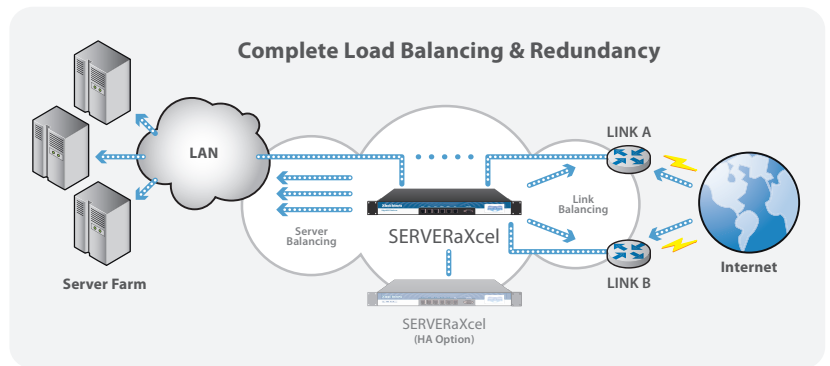 Complete Load Balancing & Redundancy
LINK A
LAN
Link
Balancing
Server
Balancing
SERVERaXcel
Internet
Server Farm
LINK B
SERVERaXcel
(HA Option)